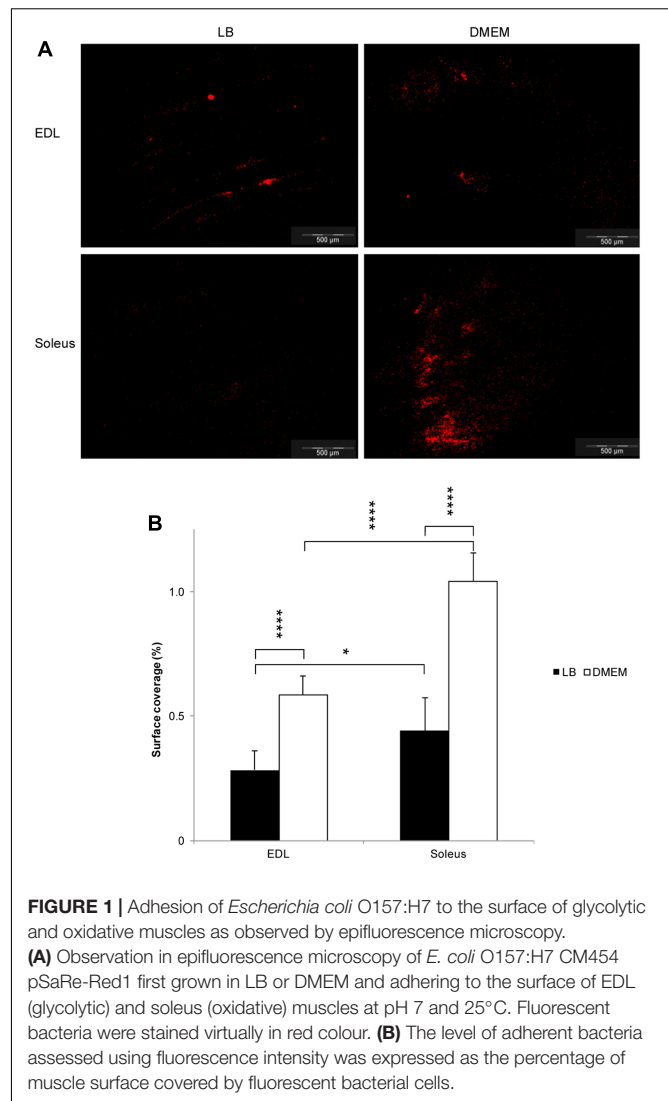 LB DMEM
A
EDL
500 µm 500 µm
Soleus
500 µm 500 µm
B
**** ****
1.0
**** *
Surface coverage (%)
LB DMEM
0.5
0
EDL Soleus
FIGURE 1 | Adhesion of Escherichia coli O157:H7 to the surface of glycolytic
and oxidative muscles as observed by epifluorescence microscopy.
(A) Observation in epifluorescence microscopy of E. coli O157:H7 CM454
pSaRe-Red1 first grown in LB or DMEM and adhering to the surface of EDL
(glycolytic) and soleus (oxidative) muscles at pH 7 and 25°C. Fluorescent
bacteria were stained virtually in red colour. (B) The level of adherent bacteria
assessed using fluorescence intensity was expressed as the percentage of
muscle surface covered by fluorescent bacterial cells.